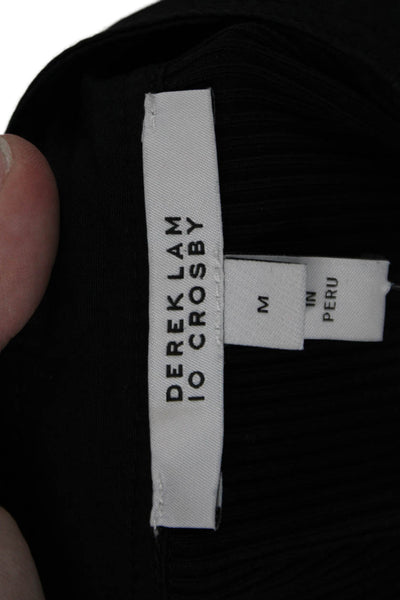 DEREK LAM
10 CROSBY
M
IN
PERU